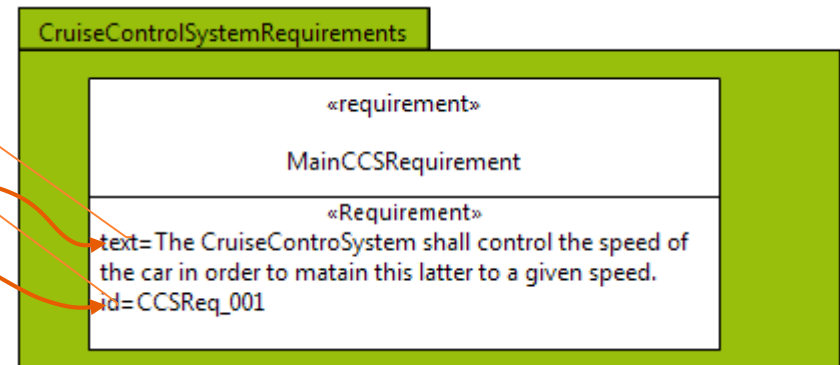 CruiseControlSystemRequirements
«requirement»
MainCCSRequirement
«Requirement»
text=The CruiseControSystem shall control the speed of
the car in order to matain this latter to a given speed.
id=CCSReq_001